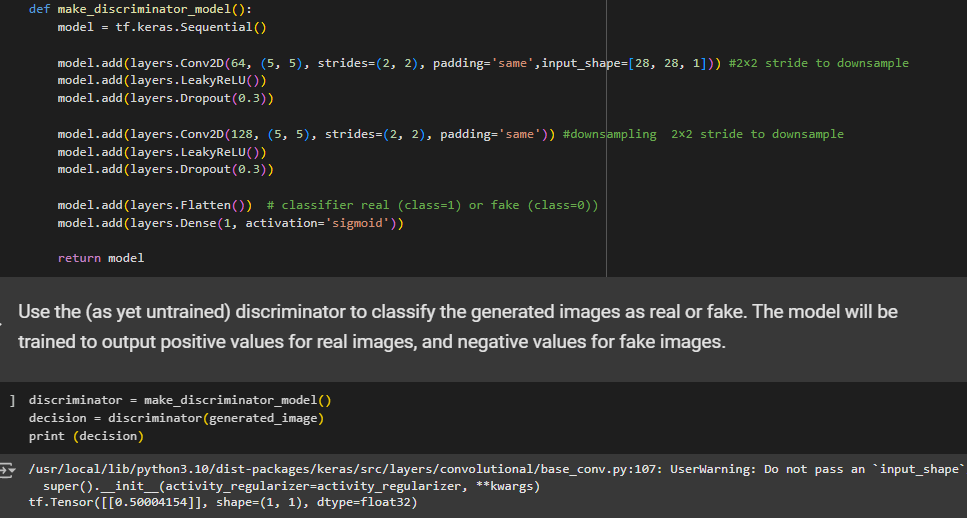 def make_discriminator_model():
    model = tf.keras.Sequential()
    model.add(layers.Conv2D(64, (5, 5), strides=(2, 2), padding='same',input_shape=[28, 28, 1])) #2×2 stride to downsample
    model.add(layers.LeakyReLU())
    model.add(layers.Dropout(0.3))
    model.add(layers.Conv2D(128, (5, 5), strides=(2, 2), padding='same')) #downsampling  2×2 stride to downsample
    model.add(layers.LeakyReLU())
    model.add(layers.Dropout(0.3))
    model.add(layers.Flatten())  # classifier real (class=1) or fake (class=0))
    model.add(layers.Dense(1, activation='sigmoid'))
    return model
Use the (as yet untrained) discriminator to classify the generated images as real or fake. The model will be
trained to output positive values for real images, and negative values for fake images.
] discriminator = make_discriminator_model()
decision = discriminator(generated_image)
print (decision)
/usr/local/lib/python3.10/dist-packages/keras/src/layers/convolutional/base_conv.py:107: UserWarning: Do not pass an `input_shape`
  super().__init__(activity_regularizer=activity_regularizer, **kwargs)
tf.Tensor([[0.50004154]], shape=(1, 1), dtype=float32)